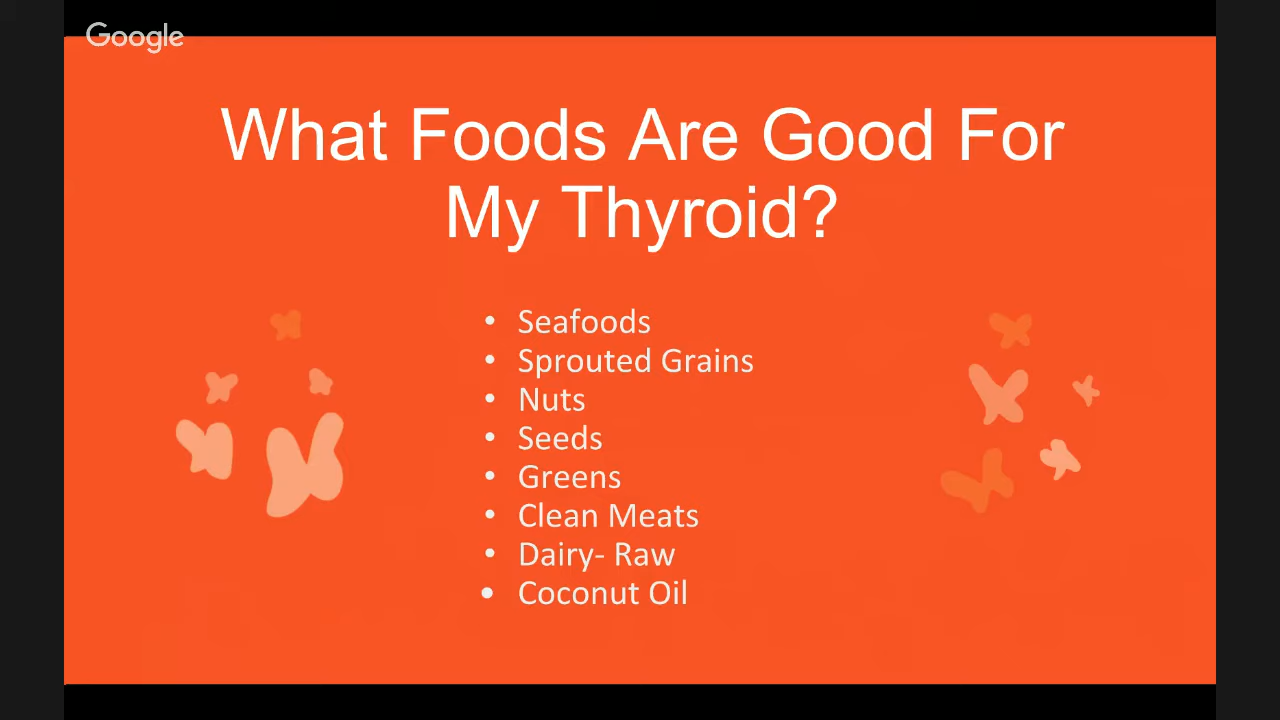 Google
What Foods Are Good For
My Thyroid?
• Seafoods
• Sprouted Grains
• Nuts
• Seeds
• Greens
• Clean Meats
• Dairy- Raw
• Coconut Oil